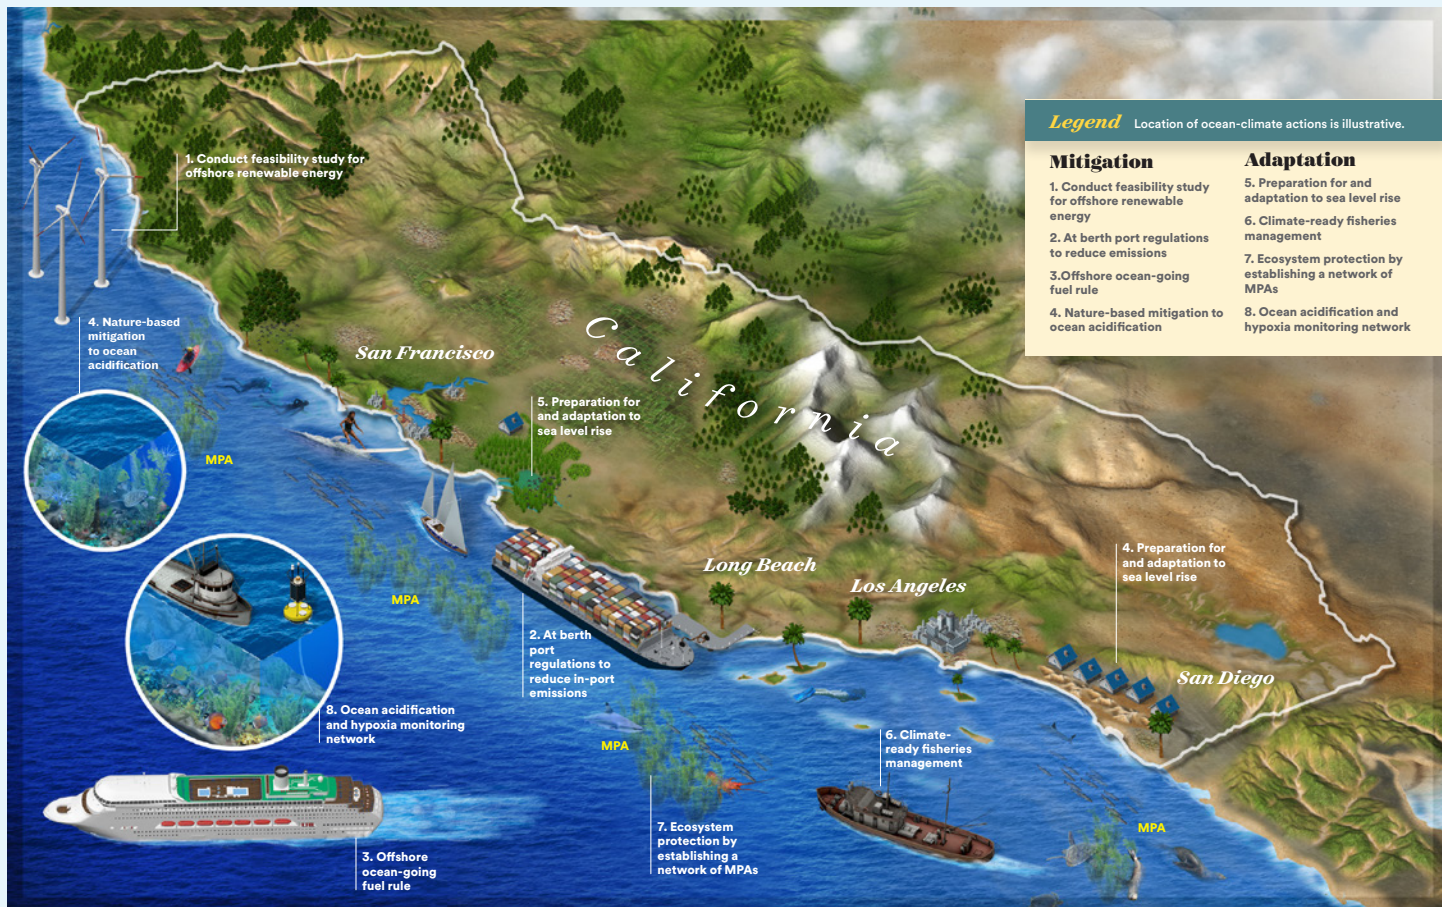 Legend Location of ocean-climate actions is illustrative.
Mitigation
1. Conduct feasibility study
for offshore renewable
energy
2. At berth port regulations
to reduce emissions
3.Offshore ocean-going
fuel rule
4. Nature-based mitigation to
ocean acidification
Adaptation
5. Preparation for and
adaptation to sea level rise
6. Climate-ready fisheries
management
7. Ecosystem protection by
establishing a network of
MPAs
8. Ocean acidification and
hypoxia monitoring network
1. Conduct feasibility study for
offshore renewable energy
4. Nature-based
mitigation
to ocean
acidification
San Francisco
California
5. Preparation for
and adaptation to
sea level rise
MPA
MPA
Long Beach
Los Angeles
4. Preparation for
and adaptation to
sea level rise
San Diego
2. At berth
port
regulations to
reduce in-port
emissions
8. Ocean acidification
and hypoxia monitoring
network
MPA
6. Climate-
ready fisheries
management
7. Ecosystem
protection by
establishing a
network of MPAs
MPA
3. Offshore
ocean-going
fuel rule